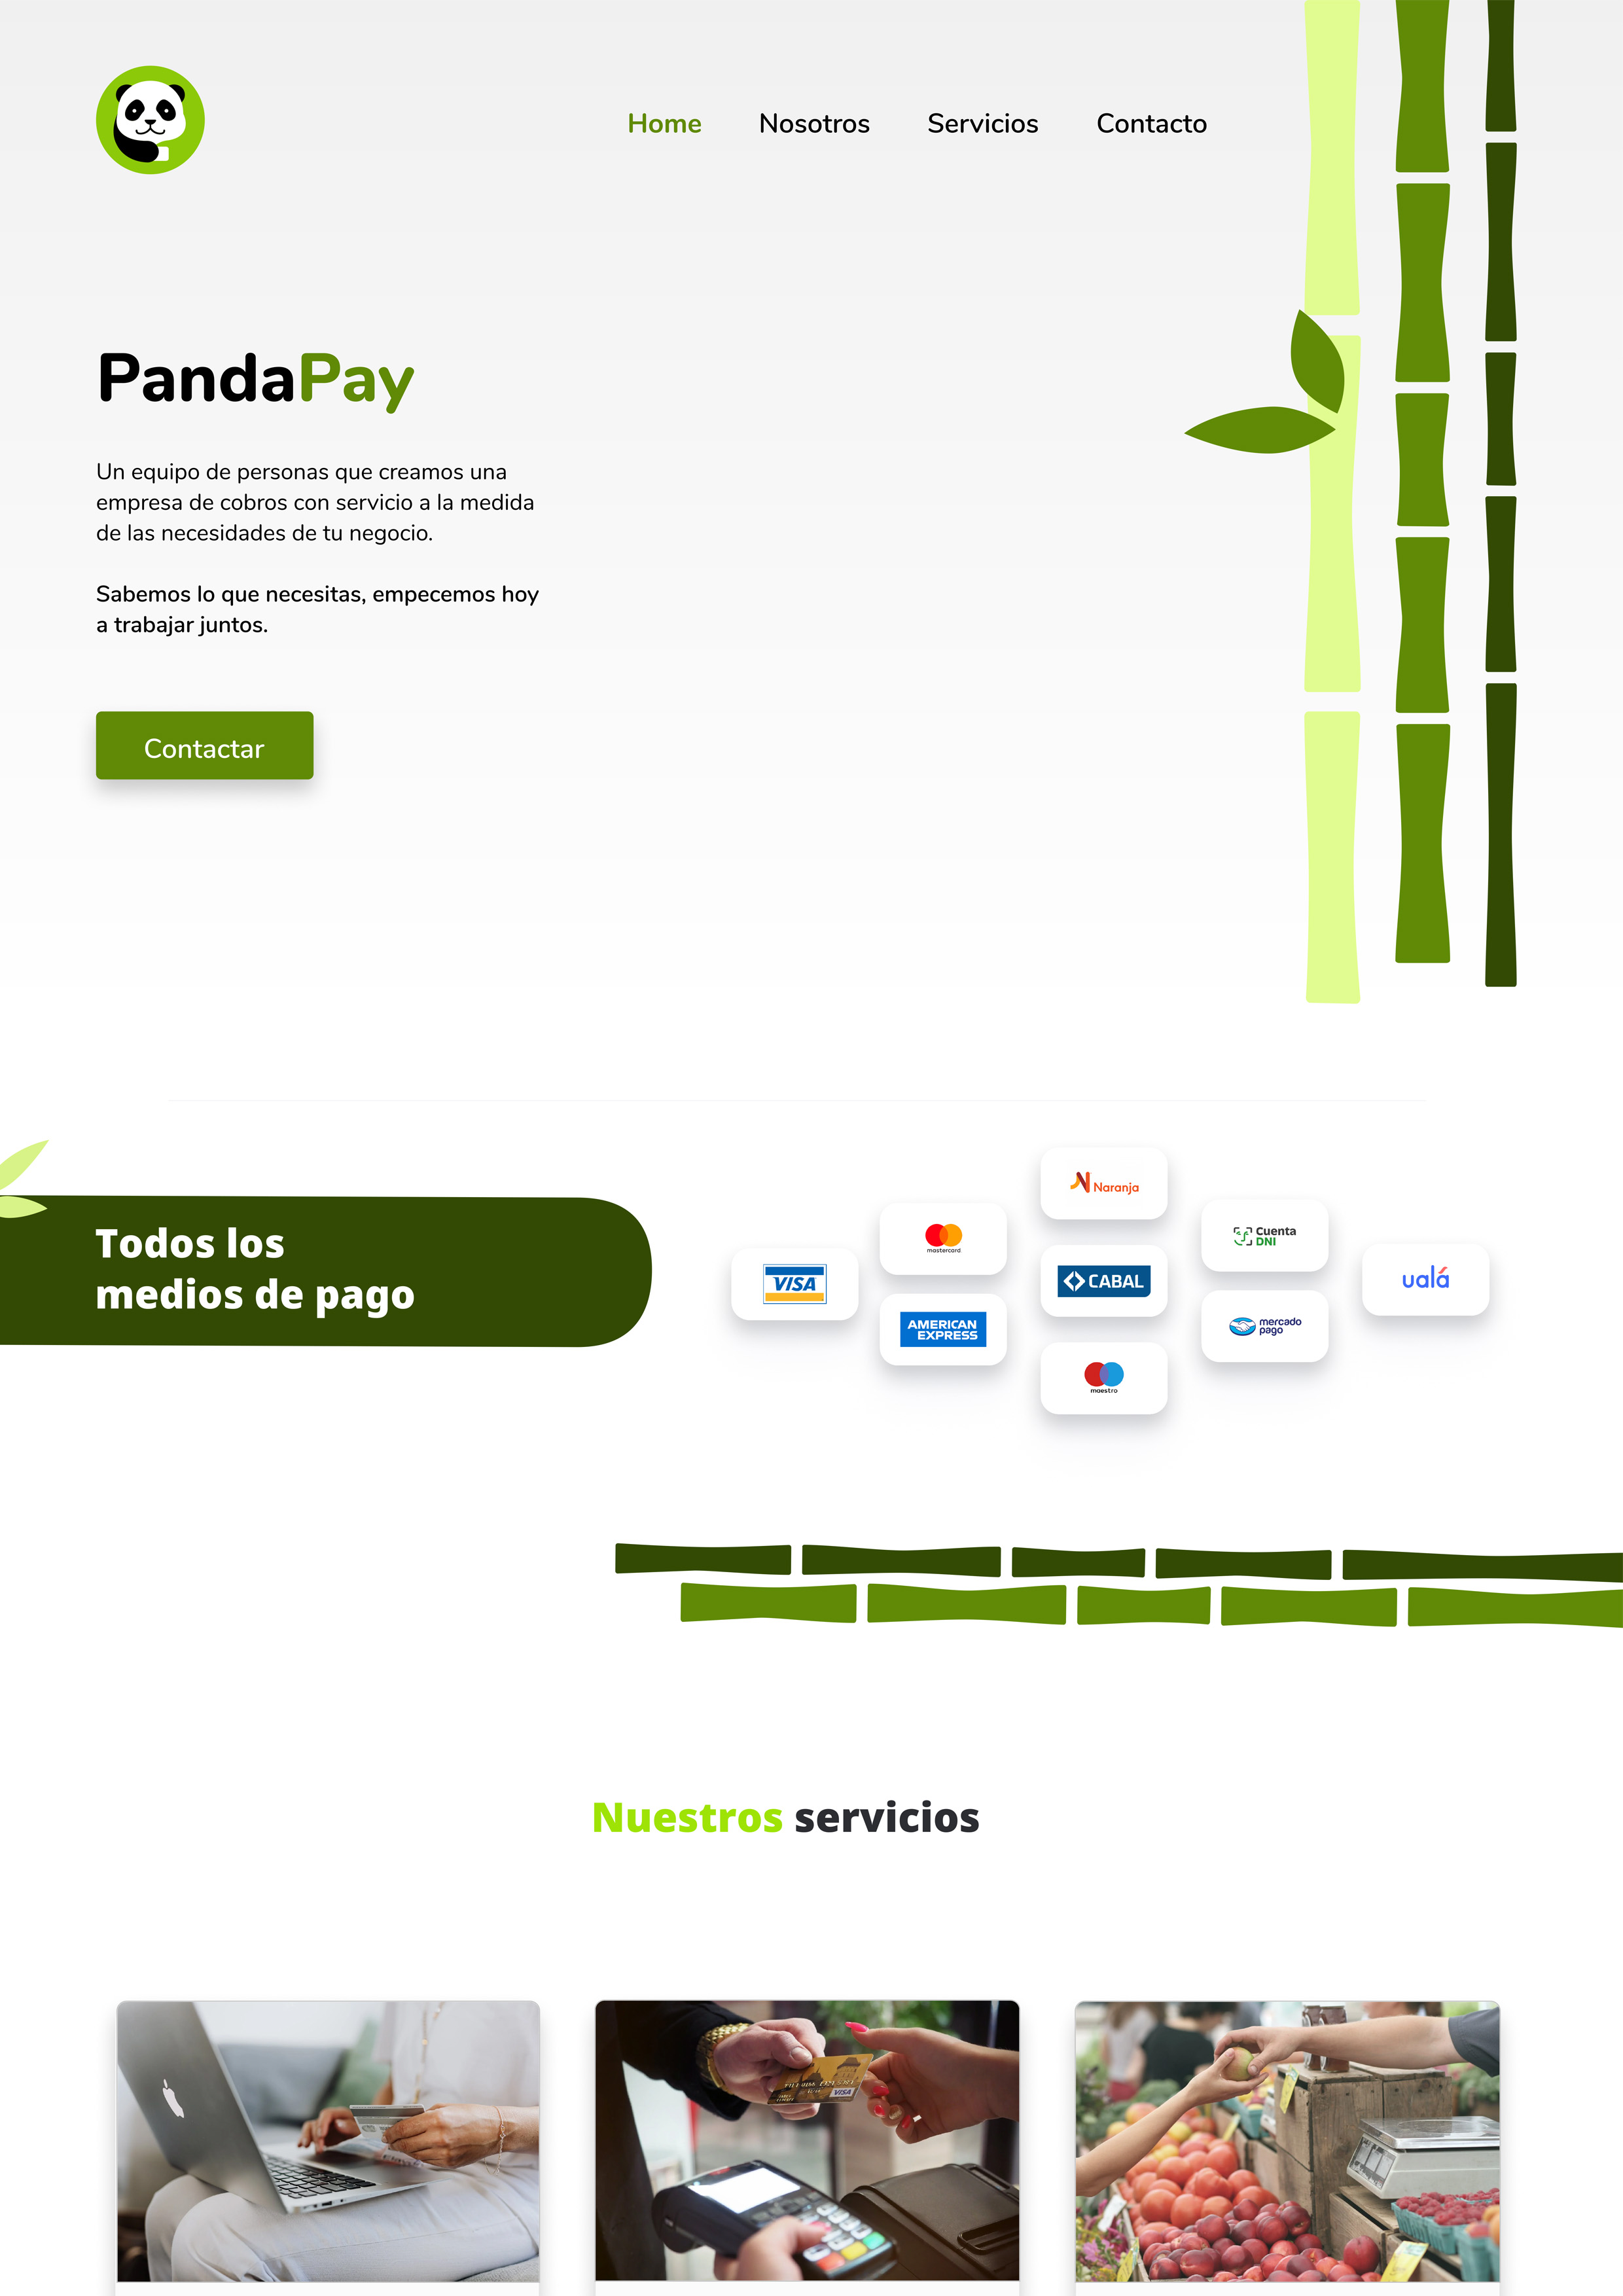 Home Nosotros Servicios Contacto
PandaPay
Un equipo de personas que creamos una
empresa de cobros con servicio a la medida
de las necesidades de tu negocio.
Sabemos lo que necesitas, empecemos hoy
a trabajar juntos.
Contactar
Todos los
medios de pago
VISA
mastercard
AMERICAN
EXPRESS
Naranja
CABAL
maestro
Cuenta
DNI
mercado
pago
ualá
Nuestros servicios
VISA